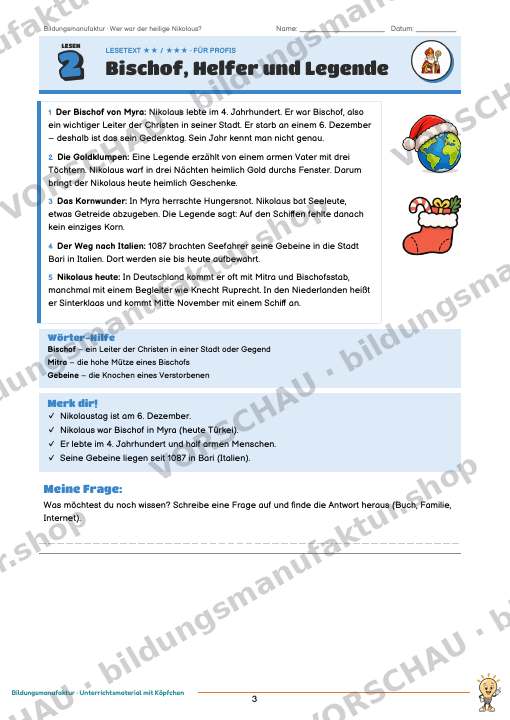 Bildungsmanufaktur · Wer war der heilige Nikolaus?
Name: Datum:
LESEN
2
LESETEXT ★★ / ★★★ · FÜR PROFIS
Bischof, Helfer und Legende
1 Der Bischof von Myra: Nikolaus lebte im 4. Jahrhundert. Er war Bischof, also
ein wichtiger Leiter der Christen in seiner Stadt. Er starb an einem 6. Dezember
– deshalb ist das sein Gedenktag. Sein Jahr kennt man nicht genau.
2 Die Goldklumpen: Eine Legende erzählt von einem armen Vater mit drei
Töchtern. Nikolaus warf in drei Nächten heimlich Gold durchs Fenster. Darum
bringt der Nikolaus heute heimlich Geschenke.
3 Das Kornwunder: In Myra herrschte Hungersnot. Nikolaus bat Seeleute,
etwas Getreide abzugeben. Die Legende sagt: Auf den Schiffen fehlte danach
kein einziges Korn.
4 Der Weg nach Italien: 1087 brachten Seefahrer seine Gebeine in die Stadt
Bari in Italien. Dort werden sie bis heute aufbewahrt.
5 Nikolaus heute: In Deutschland kommt er oft mit Mitra und Bischofsstab,
manchmal mit einem Begleiter wie Knecht Ruprecht. In den Niederlanden heißt
er Sinterklaas und kommt Mitte November mit einem Schiff an.
Wörter-Hilfe
Bischof – ein Leiter der Christen in einer Stadt oder Gegend
Mitra – die hohe Mütze eines Bischofs
Gebeine – die Knochen eines Verstorbenen
Merk dir!
✓ Nikolaustag ist am 6. Dezember.
✓ Nikolaus war Bischof in Myra (heute Türkei).
✓ Er lebte im 4. Jahrhundert und half armen Menschen.
✓ Seine Gebeine liegen seit 1087 in Bari (Italien).
Meine Frage:
Was möchtest du noch wissen? Schreibe eine Frage auf und finde die Antwort heraus (Buch, Familie,
Internet).
VORSCHAU · bildungsmanufaktur.shop
Bildungsmanufaktur · Unterrichtsmaterial mit Köpfchen
3